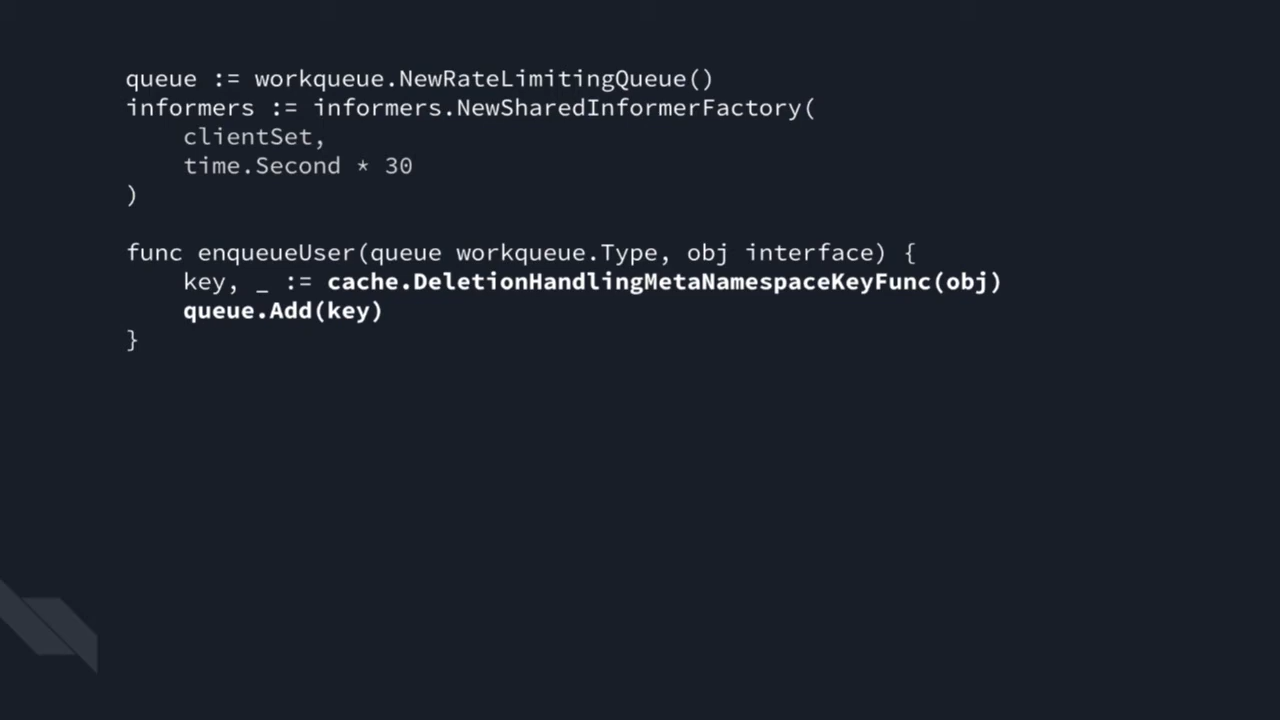 queue := workqueue.NewRateLimitingQueue()
informers := informers.NewSharedInformerFactory(
    clientSet,
    time.Second * 30
)
func enqueueUser(queue workqueue.Type, obj interface) {
    key, _ := cache.DeletionHandlingMetaNamespaceKeyFunc(obj)
    queue.Add(key)
}